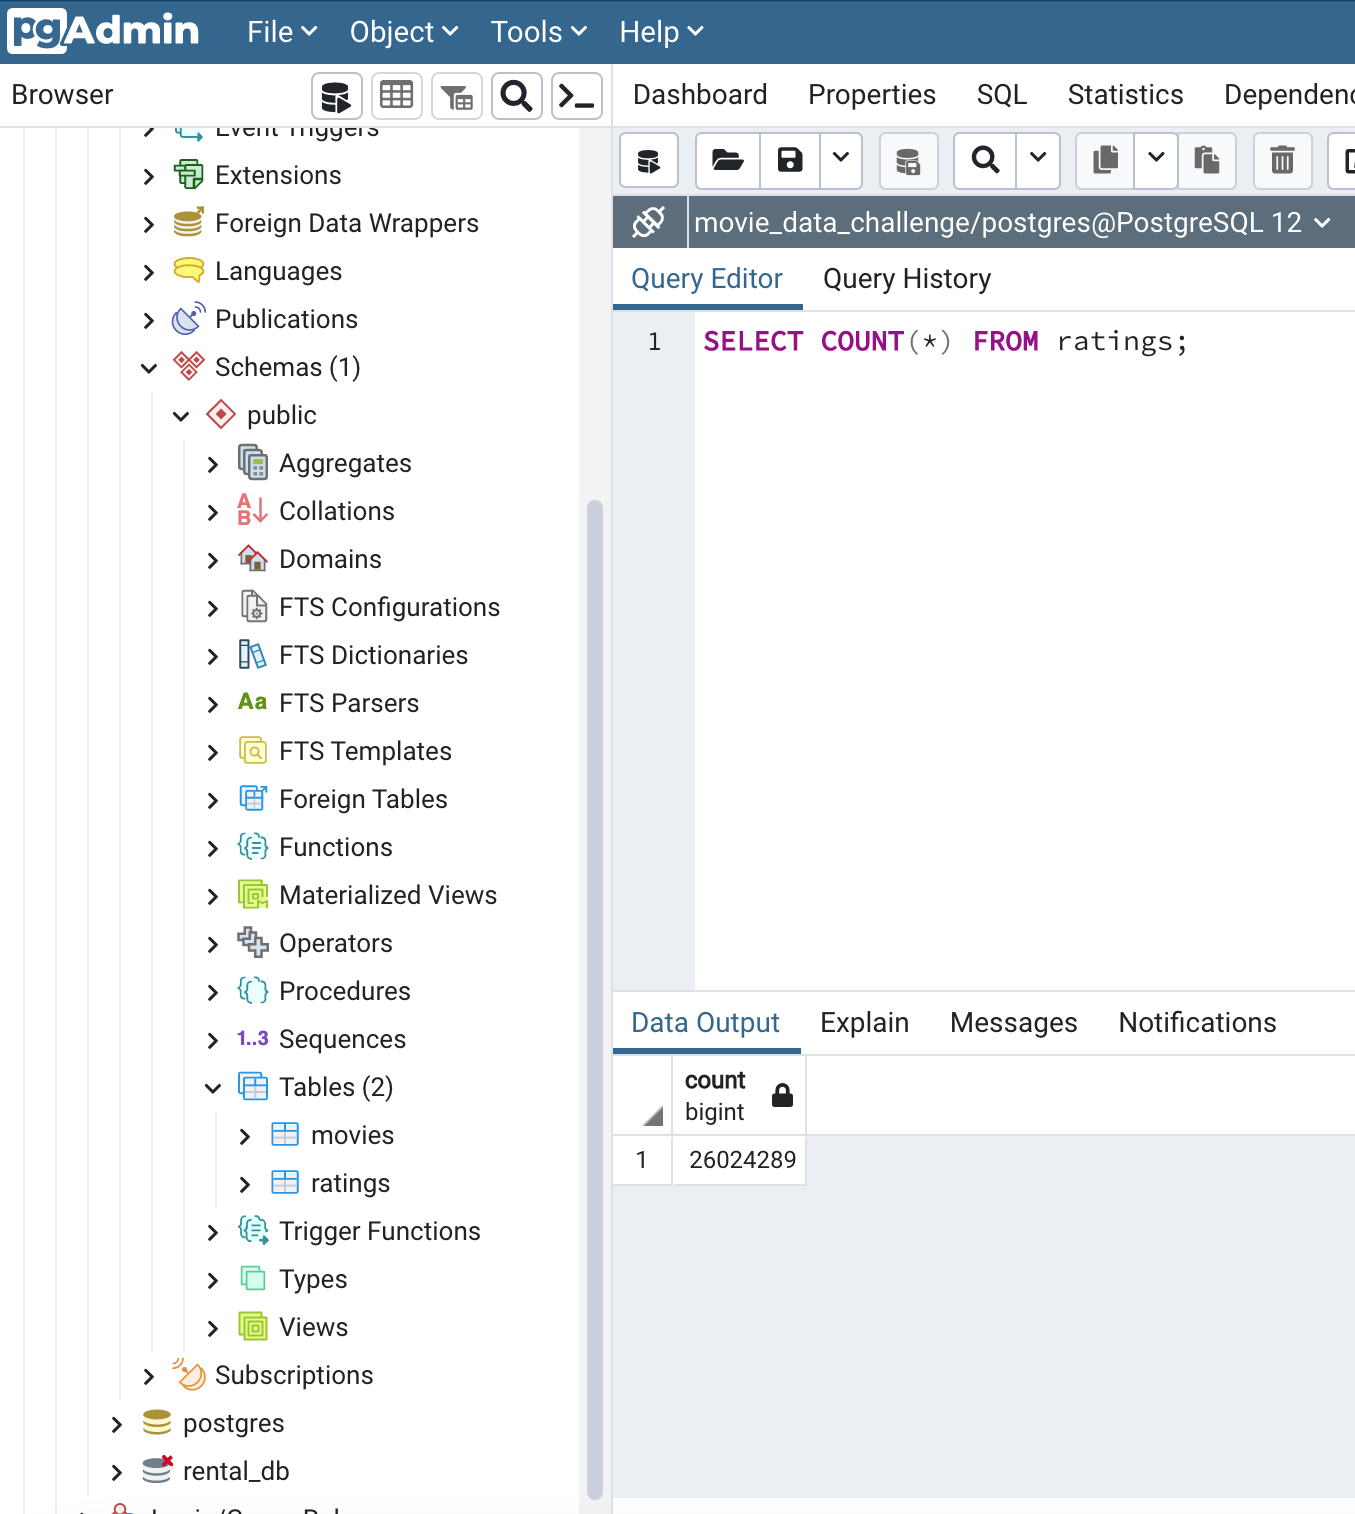 pgAdmin File Object Tools Help
Browser
Dashboard Properties SQL Statistics
Event Triggers
Extensions
Foreign Data Wrappers
Languages
Publications
Schemas (1)
public
Aggregates
Collations
Domains
FTS Configurations
FTS Dictionaries
Aa FTS Parsers
FTS Templates
Foreign Tables
Functions
Materialized Views
Operators
Procedures
1..3 Sequences
Tables (2)
movies
ratings
Trigger Functions
Types
Views
Subscriptions
postgres
rental_db
movie_data_challenge/postgres@PostgreSQL 12
Query Editor Query History
1 SELECT COUNT(*) FROM ratings;
Data Output Explain Messages Notifications
count
bigint
1 26024289